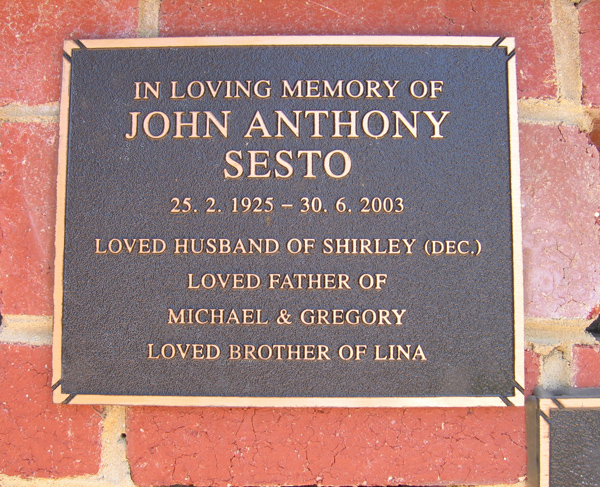 IN LOVING MEMORY OF
JOHN ANTHONY
SESTO
25. 2. 1925 – 30. 6. 2003
LOVED HUSBAND OF SHIRLEY (DEC.)
LOVED FATHER OF
MICHAEL & GREGORY
LOVED BROTHER OF LINA